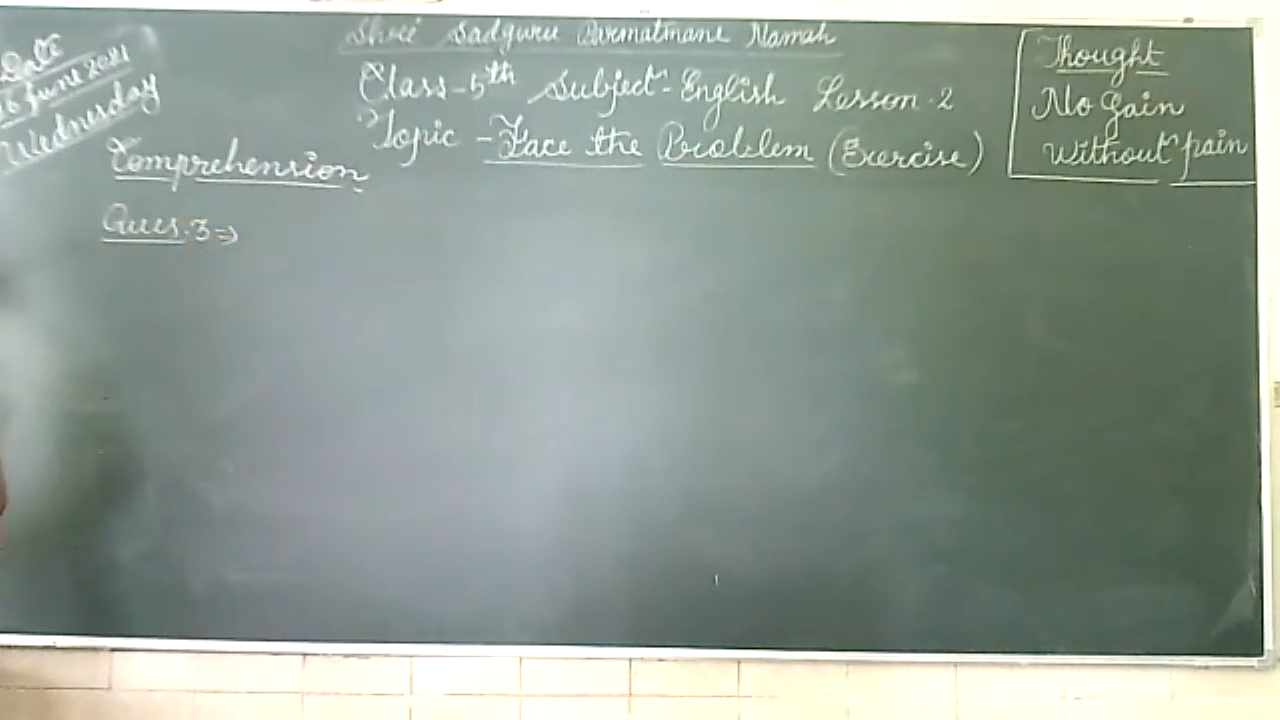 Shree Sadguru Parmatmane Namah
Date
16 June 2021
Wednesday
Class-5th Subject-English Lesson-2
Topic - Face the Problem (Exercise)
Thought
No Gain
without pain
Comprehension
Ques.3⇒